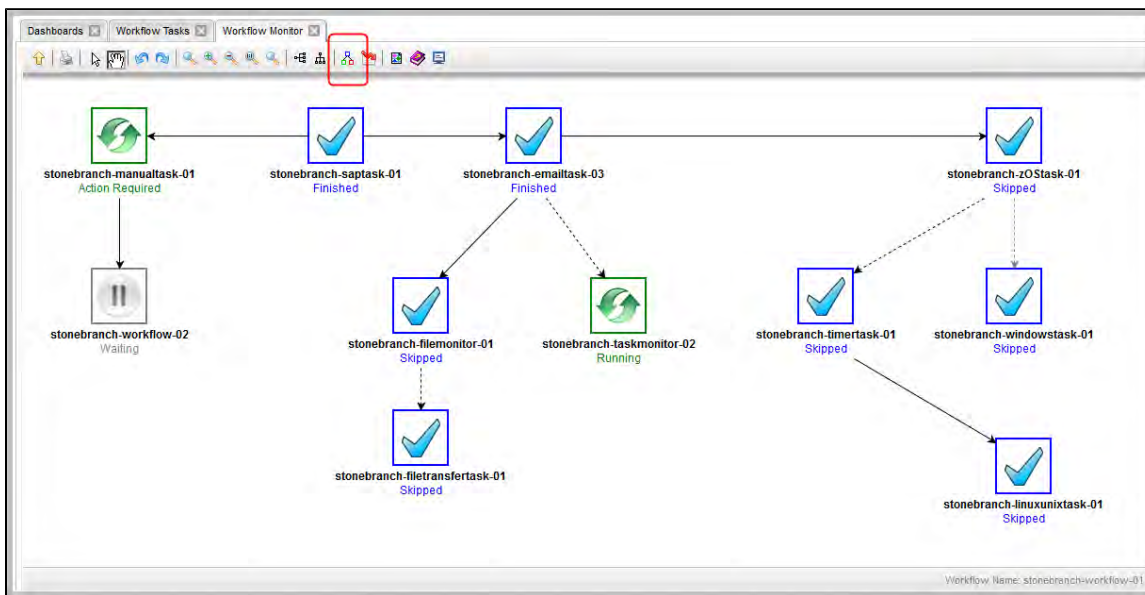 Dashboards
Workflow Tasks
Workflow Monitor
stonebranch-manualtask-01
Action Required
stonebranch-saptask-01
Finished
stonebranch-emailtask-03
Finished
stonebranch-zOStask-01
Skipped
stonebranch-workflow-02
Waiting
stonebranch-filemonitor-01
Skipped
stonebranch-taskmonitor-02
Running
stonebranch-timertask-01
Skipped
stonebranch-windowstask-01
Skipped
stonebranch-filetransfertask-01
Skipped
stonebranch-linuxunixtask-01
Skipped
Workflow Name: stonebranch-workflow-01